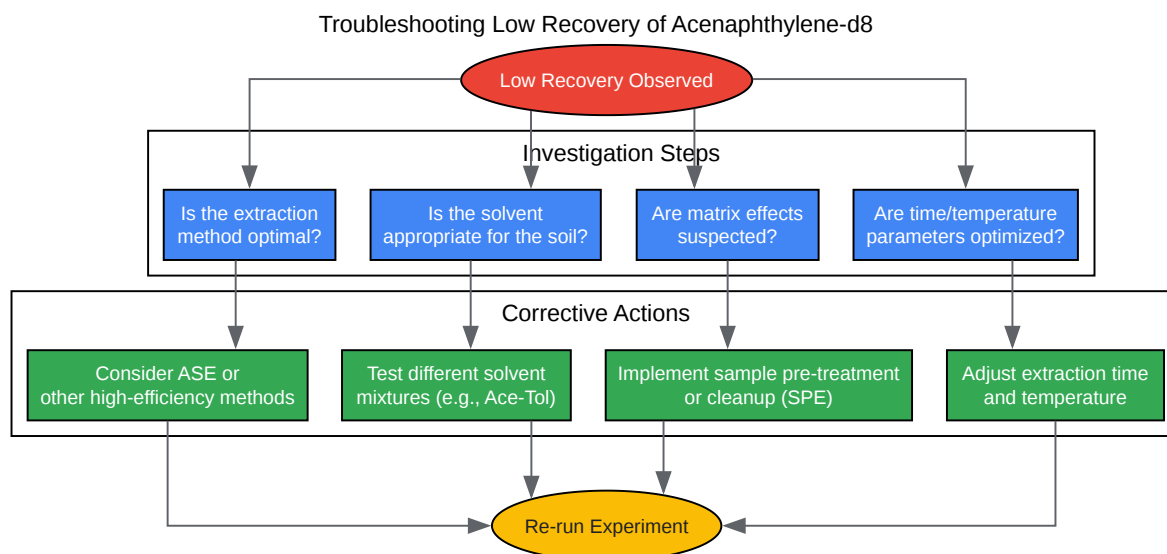 Troubleshooting Low Recovery of Acenaphthylene-d8
Low Recovery Observed
Investigation Steps
Is the extraction
method optimal?
Is the solvent
appropriate for the soil?
Are matrix effects
suspected?
Are time/temperature
parameters optimized?
Corrective Actions
Consider ASE or
other high-efficiency methods
Test different solvent
mixtures (e.g., Ace-Tol)
Implement sample pre-treatment
or cleanup (SPE)
Adjust extraction time
and temperature
Re-run Experiment